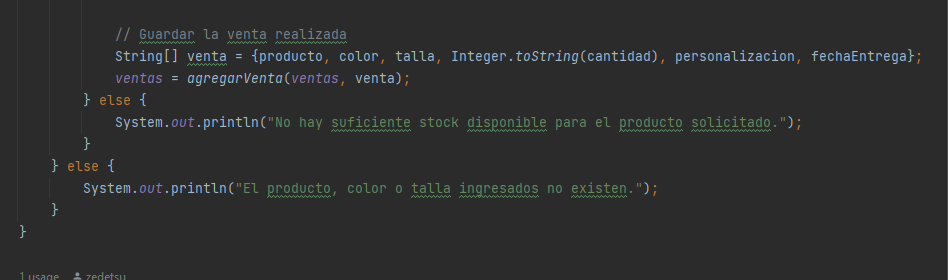 // Guardar la venta realizada
String[] venta = {producto, color, talla, Integer.toString(cantidad), personalizacion, fechaEntrega};
ventas = agregarVenta(ventas, venta);
} else {
System.out.println("No hay suficiente stock disponible para el producto solicitado.");
}
} else {
System.out.println("El producto, color o talla ingresados no existen.");
}
}
1 usage zedetsu